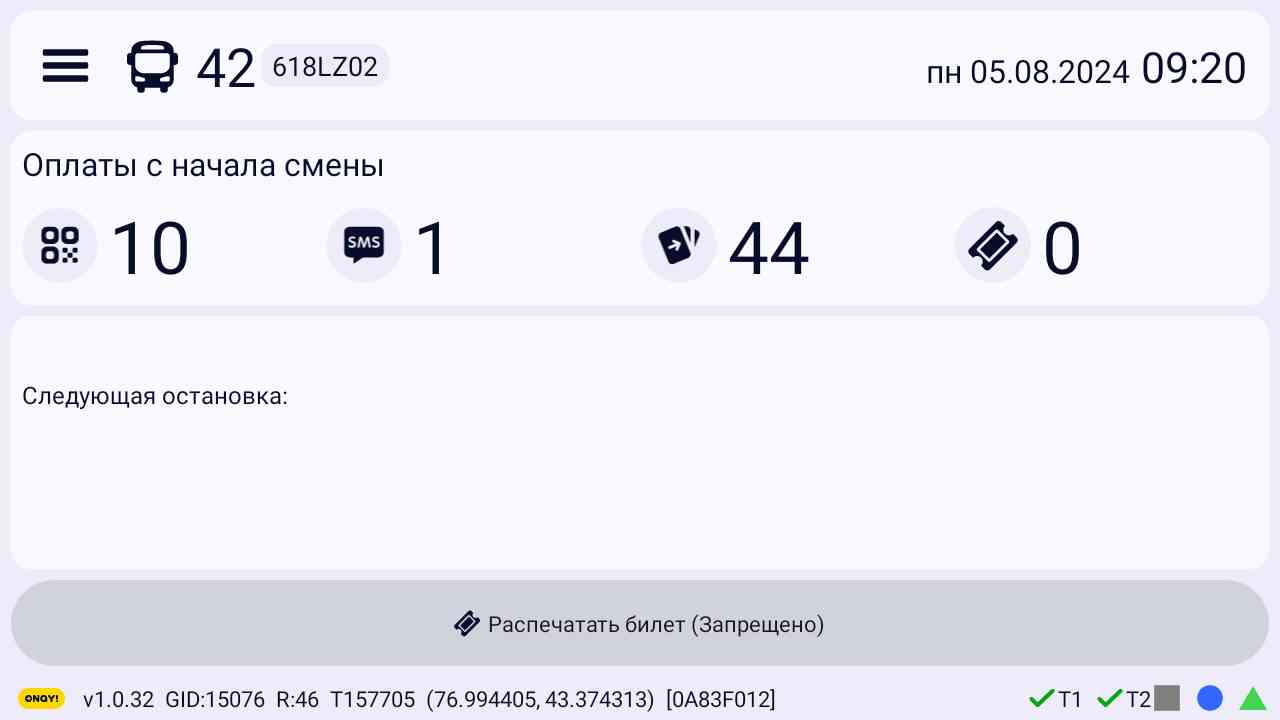 42 618LZ02 пн 05.08.2024 09:20
Оплаты с начала смены
10 SMS 1 44 0
Следующая остановка:
Распечатать билет (Запрещено)
ONAY! v1.0.32 GID:15076 R:46 T157705 (76.994405, 43.374313) [0A83F012] T1 T2